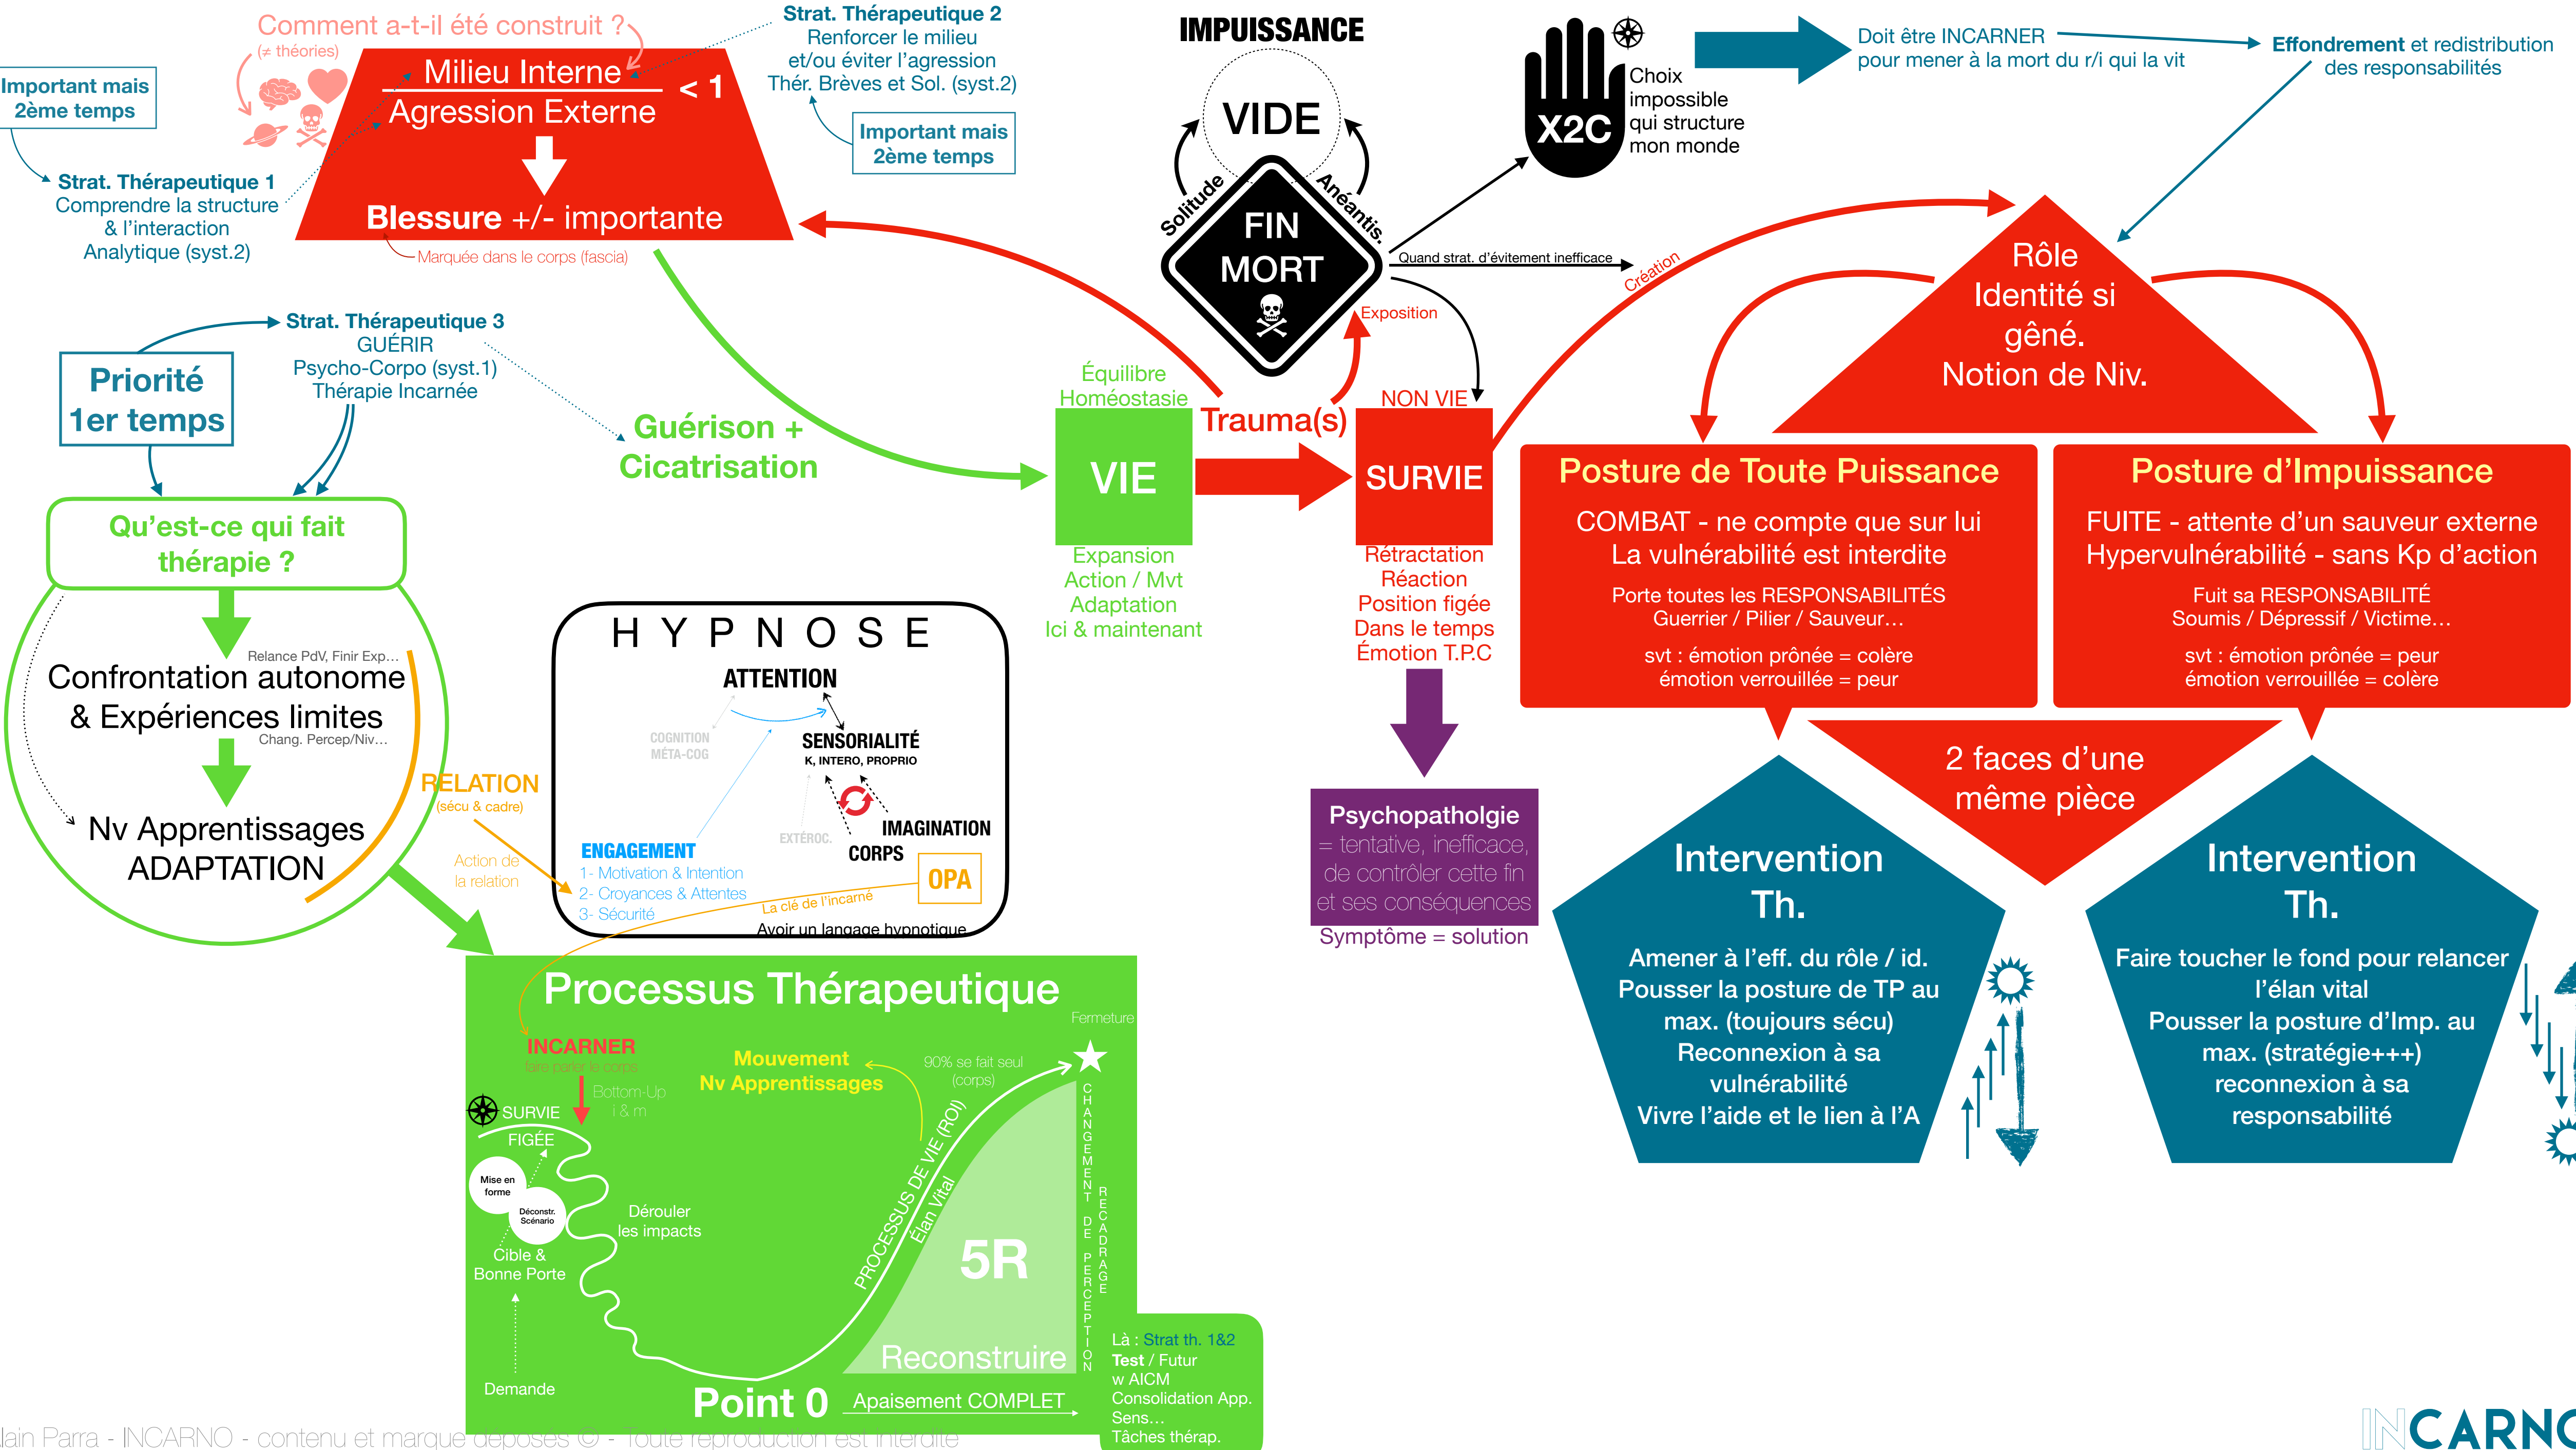 Comment a-t-il été construit ?
(≠ théories)
Important mais
2ème temps
Milieu Interne
Agression Externe
< 1
Blessure +/- importante
Marquée dans le corps (fascia)
Strat. Thérapeutique 1
Comprendre la structure
& l'interaction
Analytique (syst.2)
Strat. Thérapeutique 2
Renforcer le milieu
et/ou éviter l'agression
Thér. Brèves et Sol. (syst.2)
Important mais
2ème temps
IMPUISSANCE
VIDE
Solitude
Anéantis.
FIN
MORT
X2C
Choix
impossible
qui structure
mon monde
Quand strat. d'évitement inefficace
Exposition
Création
Doit être INCARNER
pour mener à la mort du r/i qui la vit
Effondrement et redistribution
des responsabilités
Priorité
1er temps
Strat. Thérapeutique 3
GUÉRIR
Psycho-Corpo (syst.1)
Thérapie Incarnée
Guérison +
Cicatrisation
Équilibre
Homéostasie
VIE
Expansion
Action / Mvt
Adaptation
Ici & maintenant
Trauma(s)
NON VIE
SURVIE
Rétractation
Réaction
Position figée
Dans le temps
Émotion T.P.C
Psychopatholgie
= tentative, inefficace,
de contrôler cette fin
et ses conséquences
Symptôme = solution
Rôle
Identité si
gêné.
Notion de Niv.
Posture de Toute Puissance
COMBAT - ne compte que sur lui
La vulnérabilité est interdite
Porte toutes les RESPONSABILITÉS
Guerrier / Pilier / Sauveur…
svt : émotion prônée = colère
émotion verrouillée = peur
Posture d'Impuissance
FUITE - attente d'un sauveur externe
Hypervulnérabilité - sans Kp d'action
Fuit sa RESPONSABILITÉ
Soumis / Dépressif / Victime…
svt : émotion prônée = peur
émotion verrouillée = colère
2 faces d'une
même pièce
Intervention
Th.
Amener à l'eff. du rôle / id.
Pousser la posture de TP au
max. (toujours sécu)
Reconnexion à sa
vulnérabilité
Vivre l'aide et le lien à l'A
Intervention
Th.
Faire toucher le fond pour relancer
l'élan vital
Pousser la posture d'Imp. au
max. (stratégie+++)
reconnexion à sa
responsabilité
Qu'est-ce qui fait
thérapie ?
Relance PdV, Finir Exp…
Confrontation autonome
& Expériences limites
Chang. Percep/Niv…
Nv Apprentissages
ADAPTATION
RELATION
(sécu & cadre)
Action de
la relation
HYPNOSE
ATTENTION
COGNITION
MÉTA-COG
SENSORIALITÉ
K, INTERO, PROPRIO
EXTÉROC.
IMAGINATION
CORPS
ENGAGEMENT
1- Motivation & Intention
2- Croyances & Attentes
3- Sécurité
OPA
La clé de l'incarné
Avoir un langage hypnotique
Processus Thérapeutique
Fermeture
INCARNER
faire parler le corps
Bottom-Up
i & m
Mouvement
Nv Apprentissages
90% se fait seul
(corps)
SURVIE
FIGÉE
Mise en
forme
Déconstr.
Scénario
Cible &
Bonne Porte
Demande
Dérouler
les impacts
PROCESSUS DE VIE (ROI)
Élan Vital
5R
Reconstruire
CHANGEMENT DE PERCEPTION
RECADRAGE
Point 0
Apaisement COMPLET
Là : Strat th. 1&2
Test / Futur
w AICM
Consolidation App.
Sens…
Tâches thérap.
lain Parra - INCARNO - contenu et marque déposés © - Toute reproduction est interdite
INCARNO